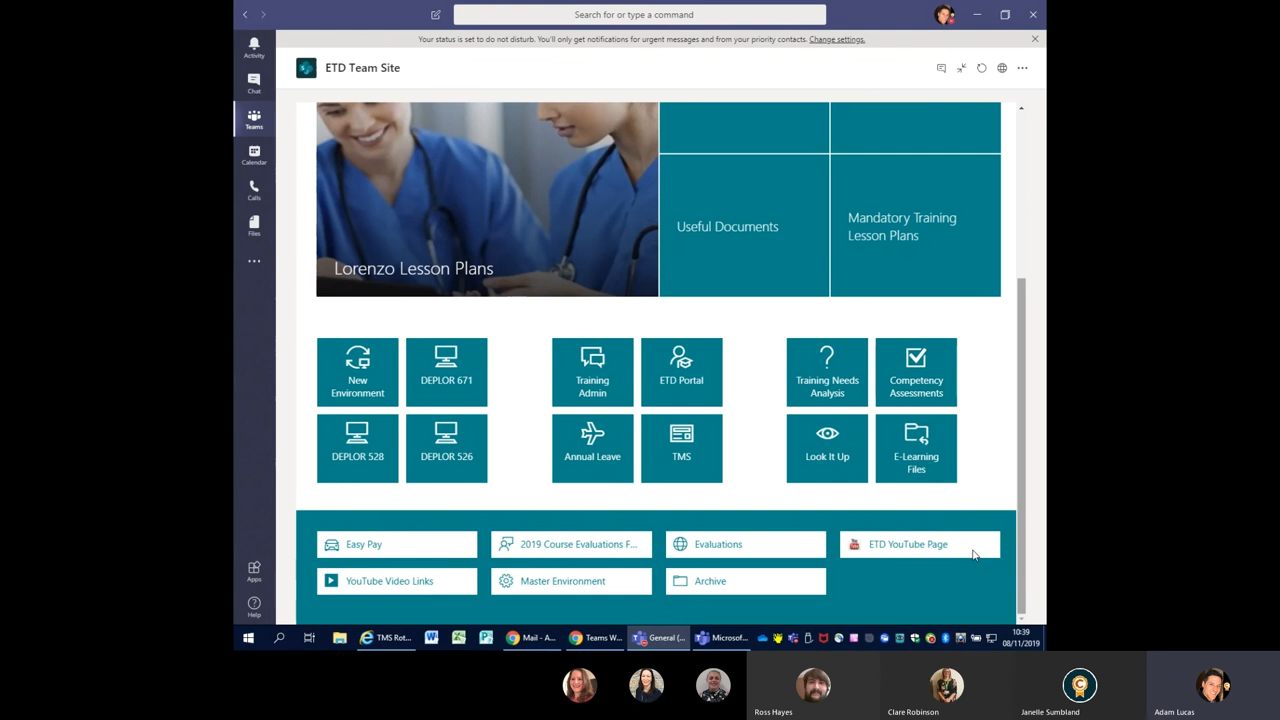 Search for or type a command
Your status is set to do not disturb. You'll only get notifications for urgent messages and from your priority contacts. Change settings.
Activity
Chat
Teams
Calendar
Calls
Files
Apps
Help
ETD Team Site
Lorenzo Lesson Plans
Useful Documents
Mandatory Training
Lesson Plans
New
Environment
DEPLOR 671
Training
Admin
ETD Portal
Training Needs
Analysis
Competency
Assessments
DEPLOR 528
DEPLOR 526
Annual Leave
TMS
Look It Up
E-Learning
Files
Easy Pay
2019 Course Evaluations F...
Evaluations
ETD YouTube Page
YouTube Video Links
Master Environment
Archive
TMS Rot...
Mail - A...
Teams W...
General (...
Microsof...
10:39
08/11/2019
Ross Hayes
Clare Robinson
Janelle Sumbland
Adam Lucas